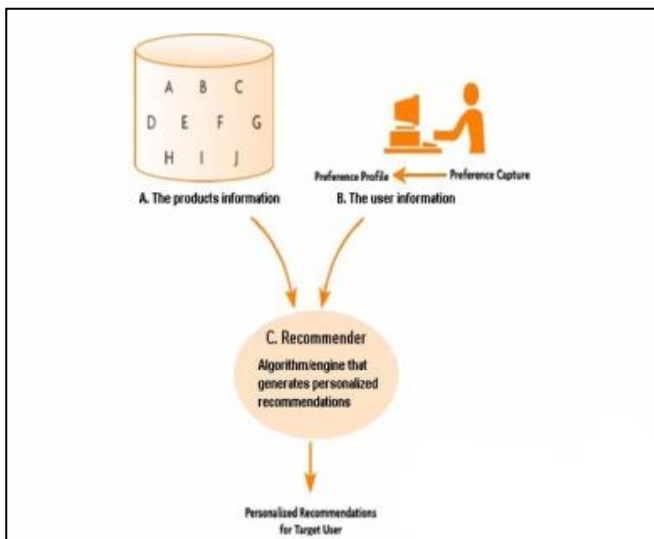 A B C
D E F G
H I J
Preference Profile Preference Capture
A. The products information
B. The user information
C. Recommender
Algorithm/engine that
generates personalized
recommendations
Personalized Recommendations
for Target User